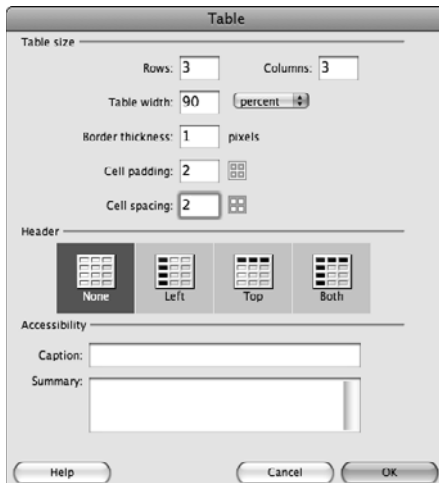 Table
Table size
Rows: 3 Columns: 3
Table width: 90 percent
Border thickness: 1 pixels
Cell padding: 2
Cell spacing: 2
Header
None Left Top Both
Accessibility
Caption:
Summary:
Help Cancel OK